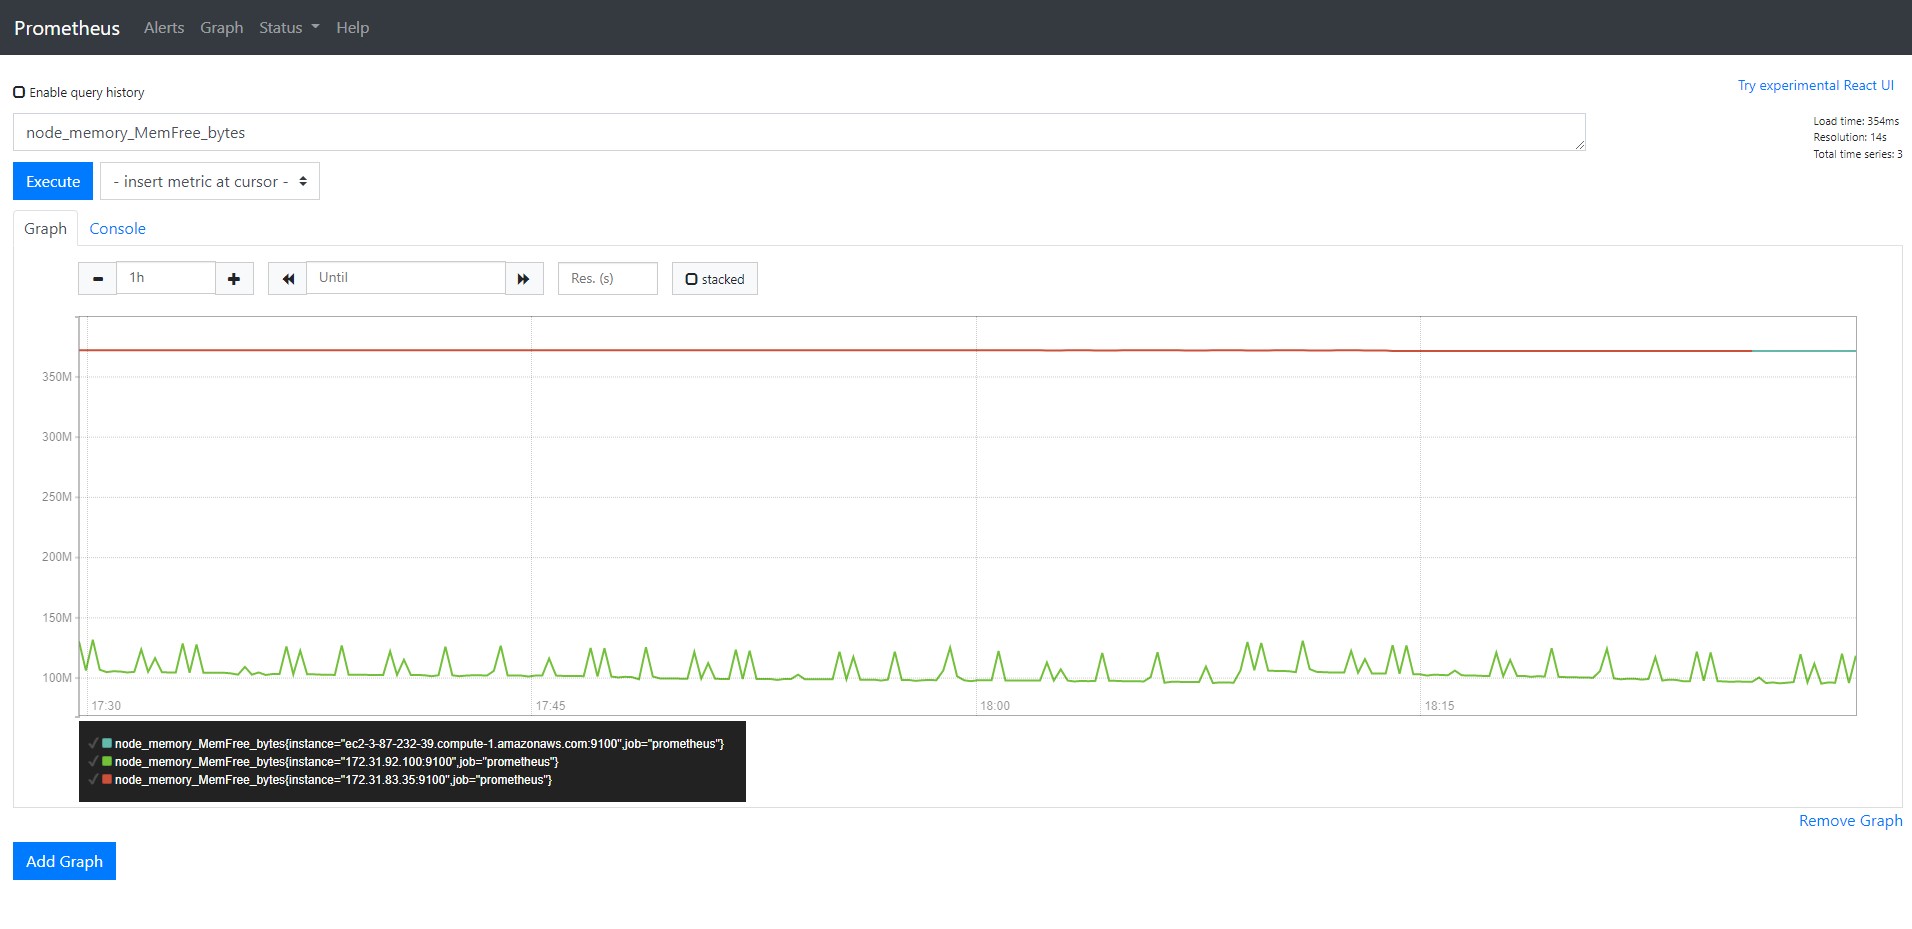 Prometheus Alerts Graph Status Help
Try experimental React UI
Enable query history
node_memory_MemFree_bytes
Load time: 354ms
Resolution: 14s
Total time series: 3
Execute - insert metric at cursor -
Graph Console
1h Until Res. (s) stacked
350M
300M
250M
200M
150M
100M
17:30 17:45 18:00 18:15
node_memory_MemFree_bytes{instance="ec2-3-87-232-39.compute-1.amazonaws.com:9100",job="prometheus"}
node_memory_MemFree_bytes{instance="172.31.92.100:9100",job="prometheus"}
node_memory_MemFree_bytes{instance="172.31.83.35:9100",job="prometheus"}
Remove Graph
Add Graph